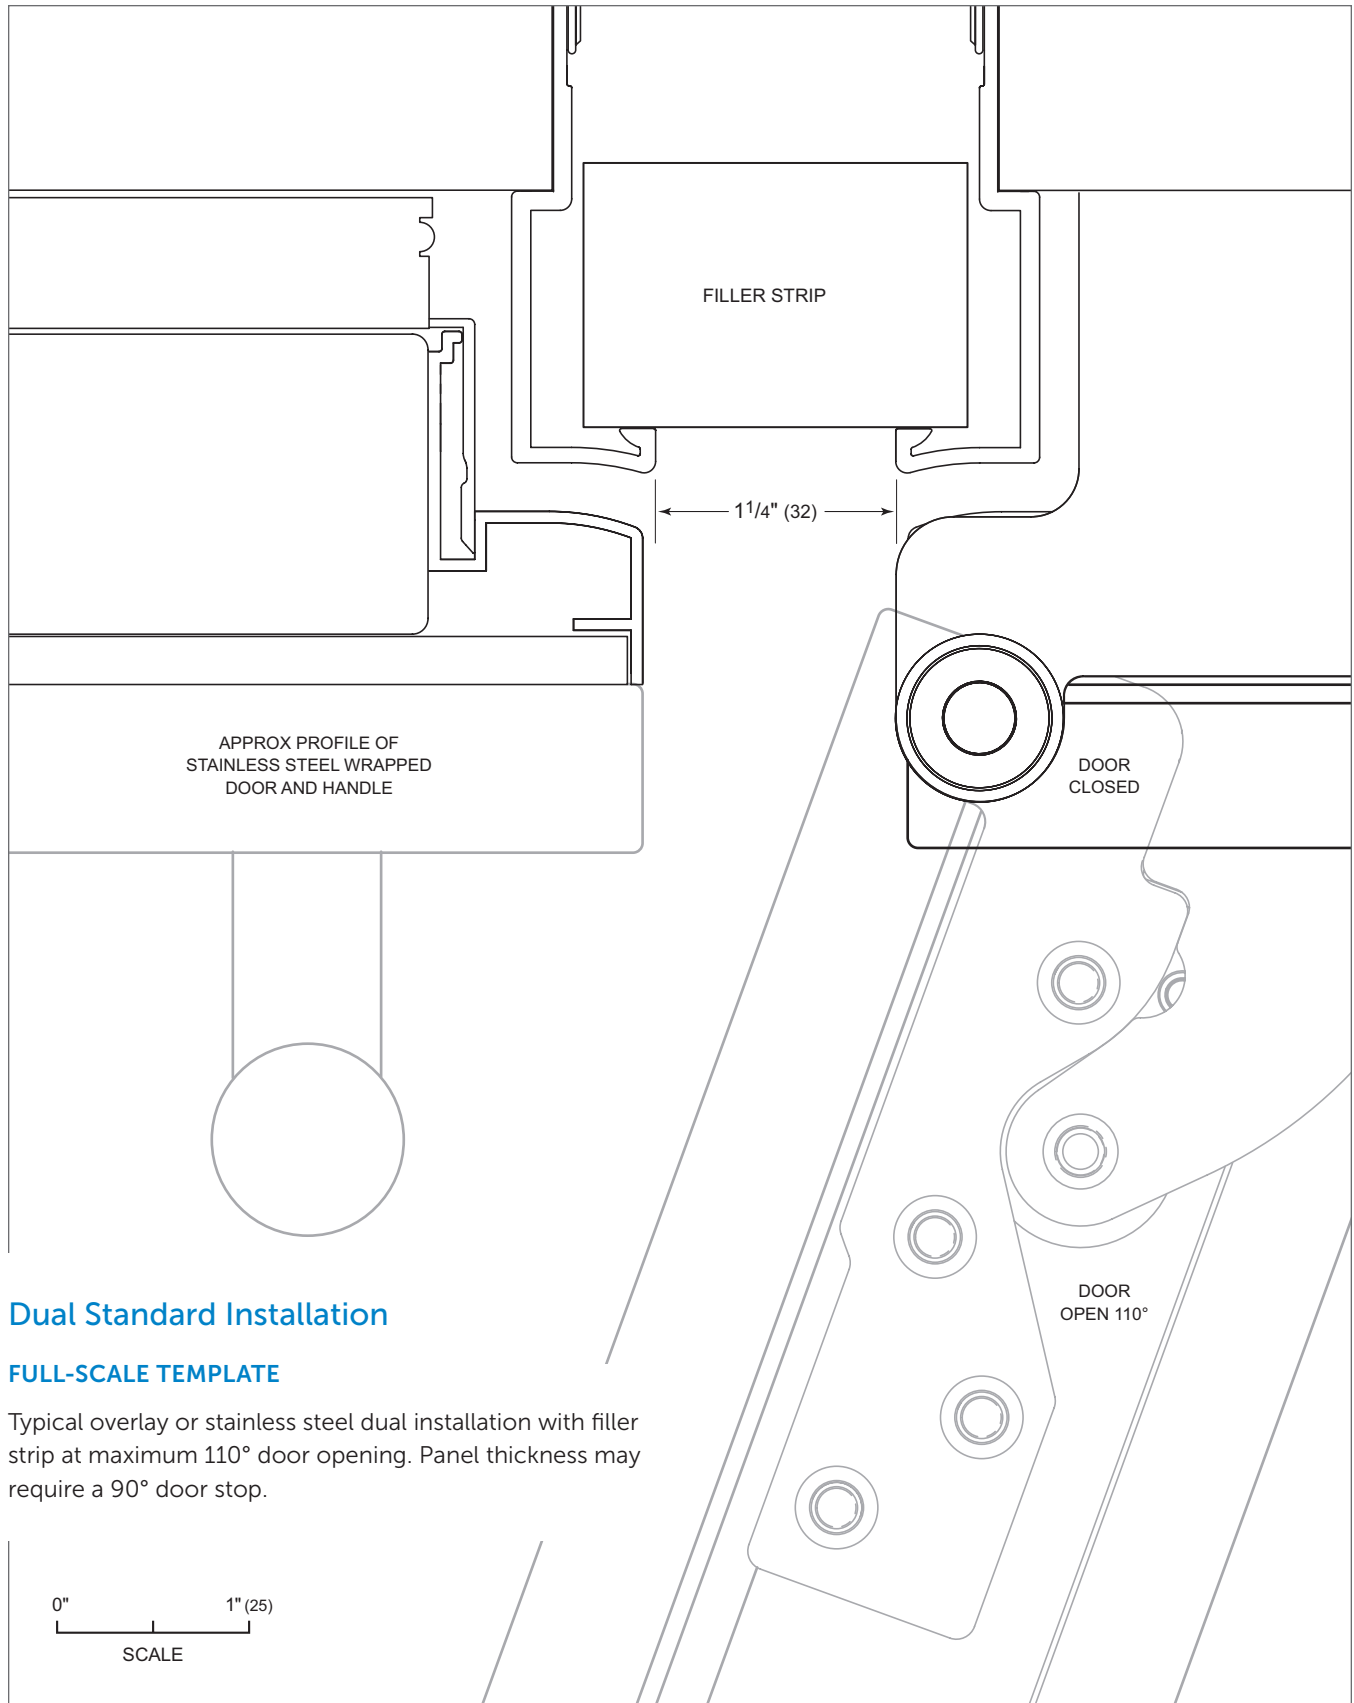 FILLER STRIP
1 1/4" (32)
APPROX PROFILE OF
STAINLESS STEEL WRAPPED
DOOR AND HANDLE
DOOR
CLOSED
DOOR
OPEN 110°
Dual Standard Installation
FULL-SCALE TEMPLATE
Typical overlay or stainless steel dual installation with filler
strip at maximum 110° door opening. Panel thickness may
require a 90° door stop.
0" 1" (25)
SCALE